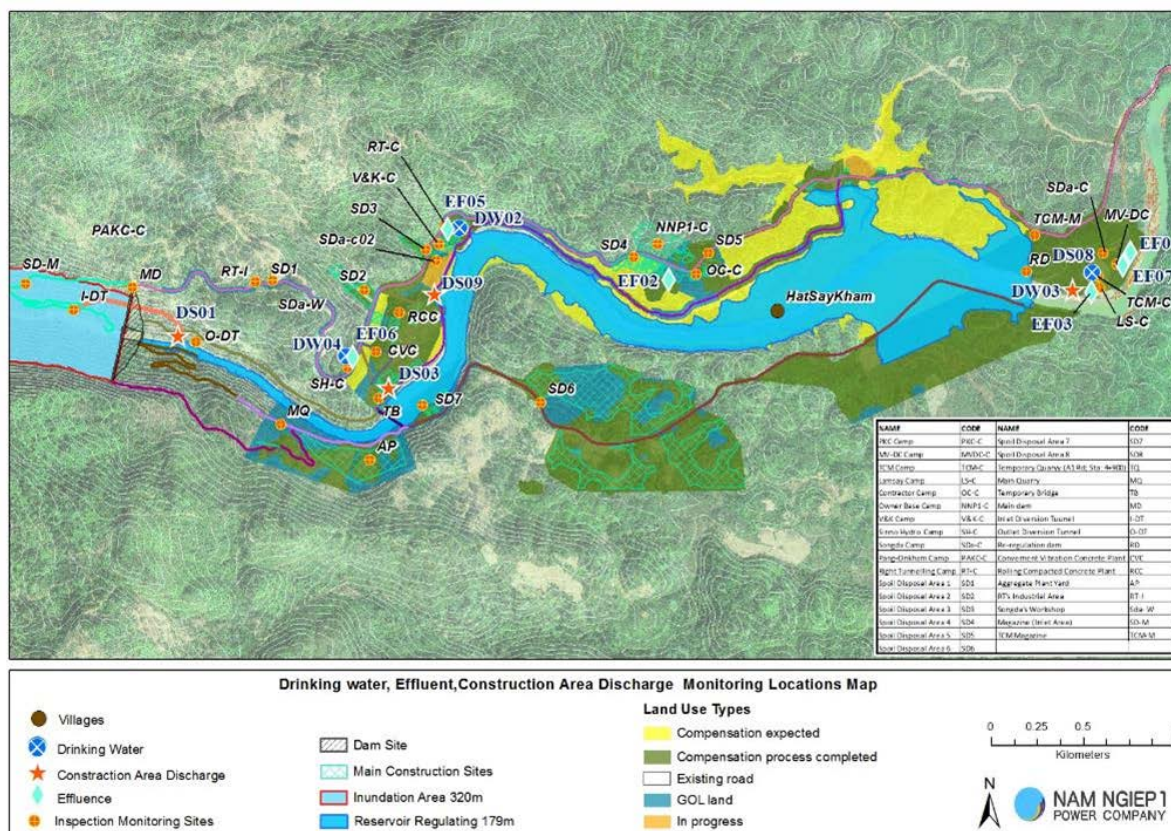 RT-C
V&K-C
EF05
DW02
SD3
SDa-c02
PAKC-C
SD-M
MD
RT-I
SD1
I-DT
SDa-W
SD2
DS01
O-DT
DS09
RCC
DW04
EF06
CVC
SH-C
DS03
TB
SD7
MQ
AP
SD6
SD4
NNP1-C
SD5
EF02
OC-C
HatSayKham
SDa-C
TCM-M
MV-DC
DS08
RD
DW03
EF03
TCM-C
LS-C
EF07
NAME CODE NAME CODE
PKC Camp PKC-C Spoil Disposal Area 7 SD7
MV-DC Camp MVDC-C Spoil Disposal Area 8 SD8
TCM Camp TCM-C Temporary Quarry TQ
Lamsay Camp LS-C Main Quarry MQ
Contractor Camp OC-C Temporary Bridge TB
Owner Base Camp NNP1-C Main dam MD
V&K Camp V&K-C Inlet Diversion Tuunel I-DT
Sinno Hydro Camp SH-C Outlet Diversion Tunnel O-DT
Songda Camp SDa-C Re-regulation dam RD
Pang-Onkham Camp PAKC-C Convement Vibration Concrete Plant CVC
Right Tunnelling Camp RT-C Rolling Compacted Concrete Plant RCC
Spoil Disposal Area 1 SD1 Aggregate Plant Yard AP
Spoil Disposal Area 2 SD2 RT's Industrial Area RT-I
Spoil Disposal Area 3 SD3 Songda's Workshop Sda-W
Spoil Disposal Area 4 SD4 Magazine (Inlet Area) SD-M
Spoil Disposal Area 5 SD5 TCM Magazine TCM-M
Spoil Disposal Area 6 SD6
Drinking water, Effluent,Construction Area Discharge Monitoring Locations Map
Villages
Drinking Water
Constraction Area Discharge
Effluence
Inspection Monitoring Sites
Dam Site
Main Construction Sites
Inundation Area 320m
Reservoir Regulating 179m
Land Use Types
Compensation expected
Compensation process completed
Existing road
GOL land
In progress
0 0.25 0.5
Kilometers
N
NAM NGIEP 1
POWER COMPANY